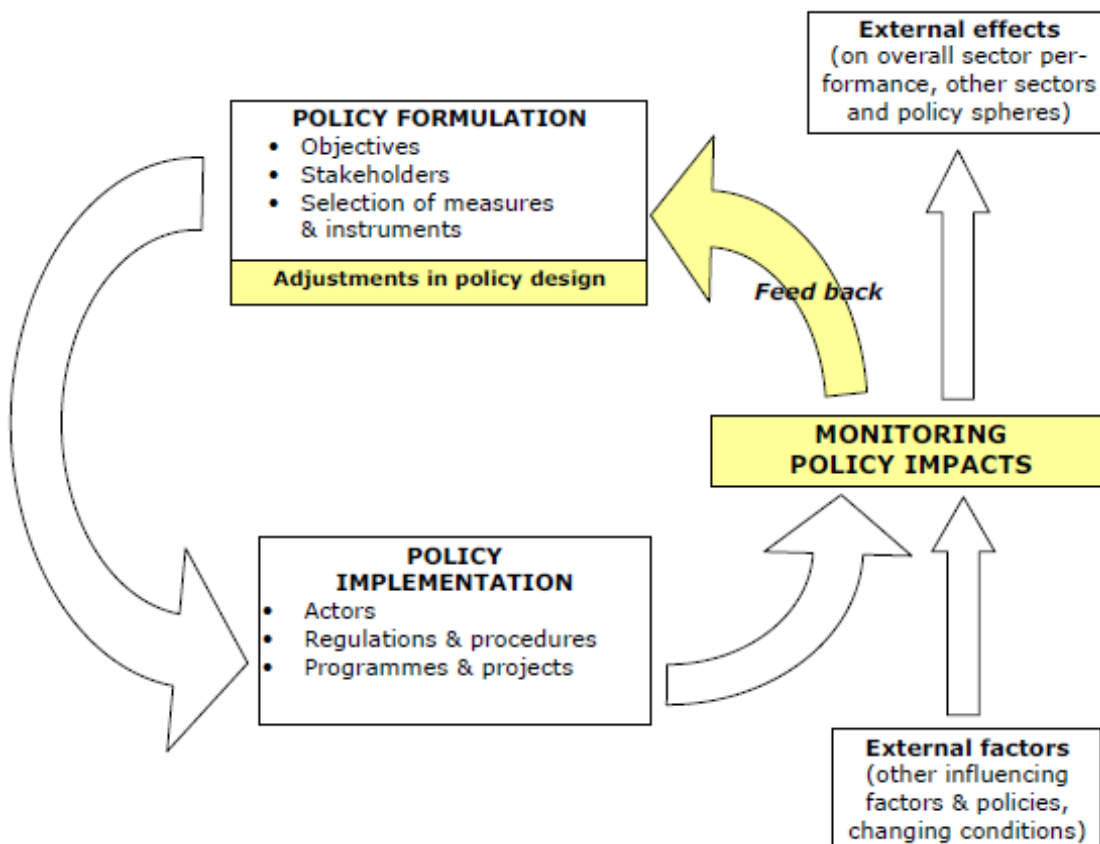 External effects
(on overall sector per-
formance, other sectors
and policy spheres)
POLICY FORMULATION
• Objectives
• Stakeholders
• Selection of measures
& instruments
Adjustments in policy design
Feed back
MONITORING
POLICY IMPACTS
POLICY
IMPLEMENTATION
• Actors
• Regulations & procedures
• Programmes & projects
External factors
(other influencing
factors & policies,
changing conditions)